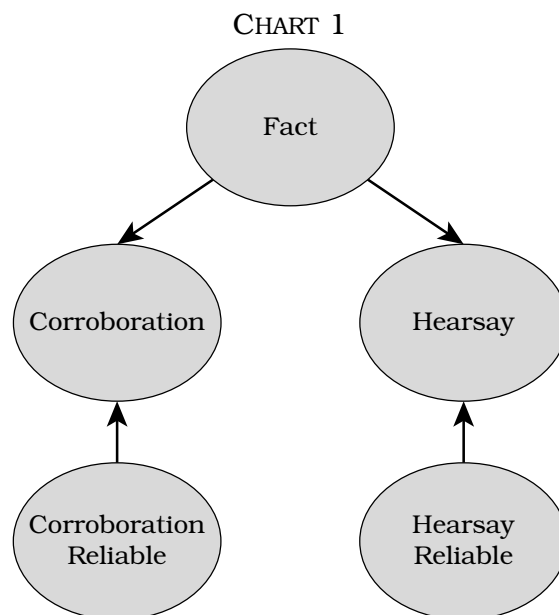 CHART 1
Fact
Corroboration
Hearsay
Corroboration
Reliable
Hearsay
Reliable